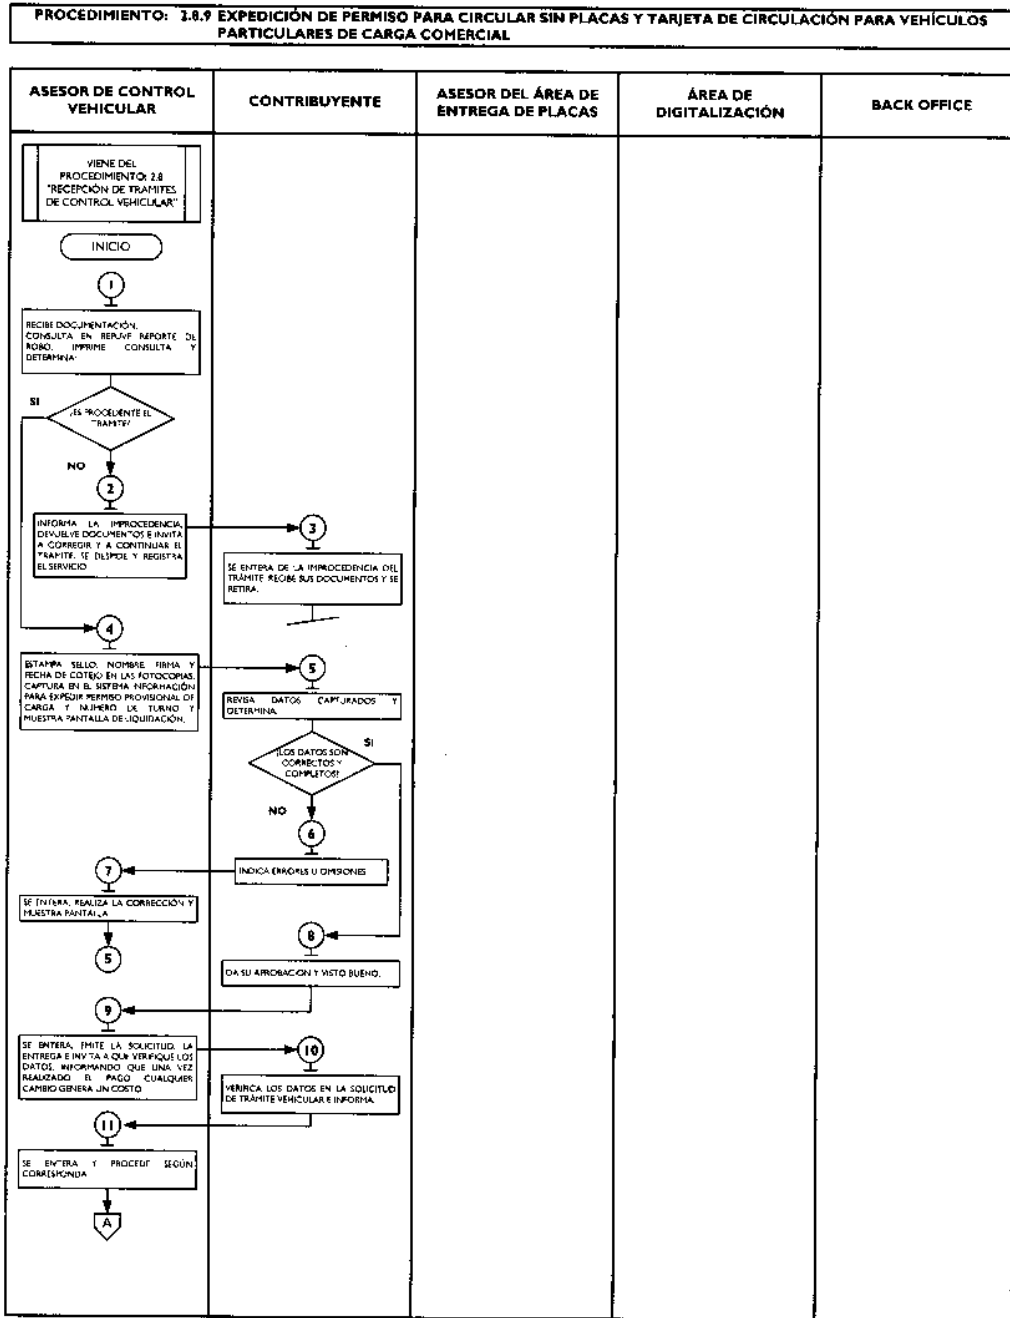 PROCEDIMIENTO: 2.8.9 EXPEDICIÓN DE PERMISO PARA CIRCULAR SIN PLACAS Y TARJETA DE CIRCULACIÓN PARA VEHÍCULOS
PARTICULARES DE CARGA COMERCIAL
ASESOR DE CONTROL
VEHICULAR
CONTRIBUYENTE
ASESOR DEL ÁREA DE
ENTREGA DE PLACAS
ÁREA DE
DIGITALIZACIÓN
BACK OFFICE
VIENE DEL
PROCEDIMIENTO: 2.8
"RECEPCIÓN DE TRAMITES
DE CONTROL VEHICULAR"
INICIO
1
RECIBE DOCUMENTACIÓN.
CONSULTA EN REPUVE REPORTE DE
ROBO, IMPRIME CONSULTA Y
DETERMINA:
SI
¿ES PROCEDENTE EL
TRAMITE?
NO
2
INFORMA LA IMPROCEDENCIA,
DEVUELVE DOCUMENTOS E INVITA
A CORREGIR Y A CONTINUAR EL
TRAMITE, SE DESPIDE Y REGISTRA
EL SERVICIO
3
SE ENTERA DE LA IMPROCEDENCIA DEL
TRÁMITE RECIBE SUS DOCUMENTOS Y SE
RETIRA.
4
ESTAMPA SELLO, NOMBRE FIRMA Y
FECHA DE COTEJO EN LAS FOTOCOPIAS,
CAPTURA EN EL SISTEMA INFORMACIÓN
PARA EXPEDIR PERMISO PROVISIONAL DE
CARGA Y NUMERO DE TURNO Y
MUESTRA PANTALLA DE LIQUIDACIÓN.
5
REVISA DATOS CAPTURADOS Y
DETERMINA
¿LOS DATOS SON
CORRECTOS Y
COMPLETOS?
SI
NO
6
INDICA ERRORES U OMISIONES
7
SE ENTERA, REALIZA LA CORRECCIÓN Y
MUESTRA PANTALLA
5
8
DA SU APROBACION Y VISTO BUENO.
9
SE ENTERA, EMITE LA SOLICITUD, LA
ENTREGA E INVITA A QUE VERIFIQUE LOS
DATOS, INFORMANDO QUE UNA VEZ
REALIZADO EL PAGO CUALQUIER
CAMBIO GENERA UN COSTO
10
VERIFICA LOS DATOS EN LA SOLICITUD
DE TRÁMITE VEHICULAR E INFORMA.
11
SE ENTERA Y PROCEDE SEGÚN
CORRESPONDA
A